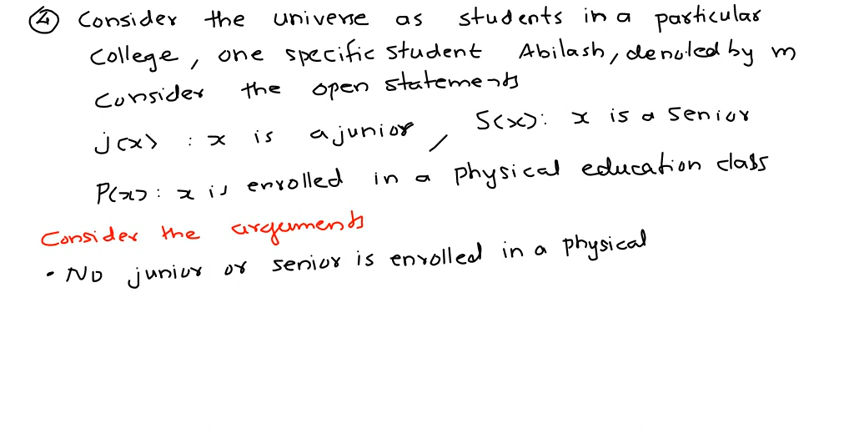 ④ Consider the universe as students in a particular
College, one specific student Abilash, denoted by m
Consider the open statements
j(x) : x is a junior, S(x): x is a senior
P(x): x is enrolled in a physical education class
Consider the arguments
• No junior or senior is enrolled in a physical